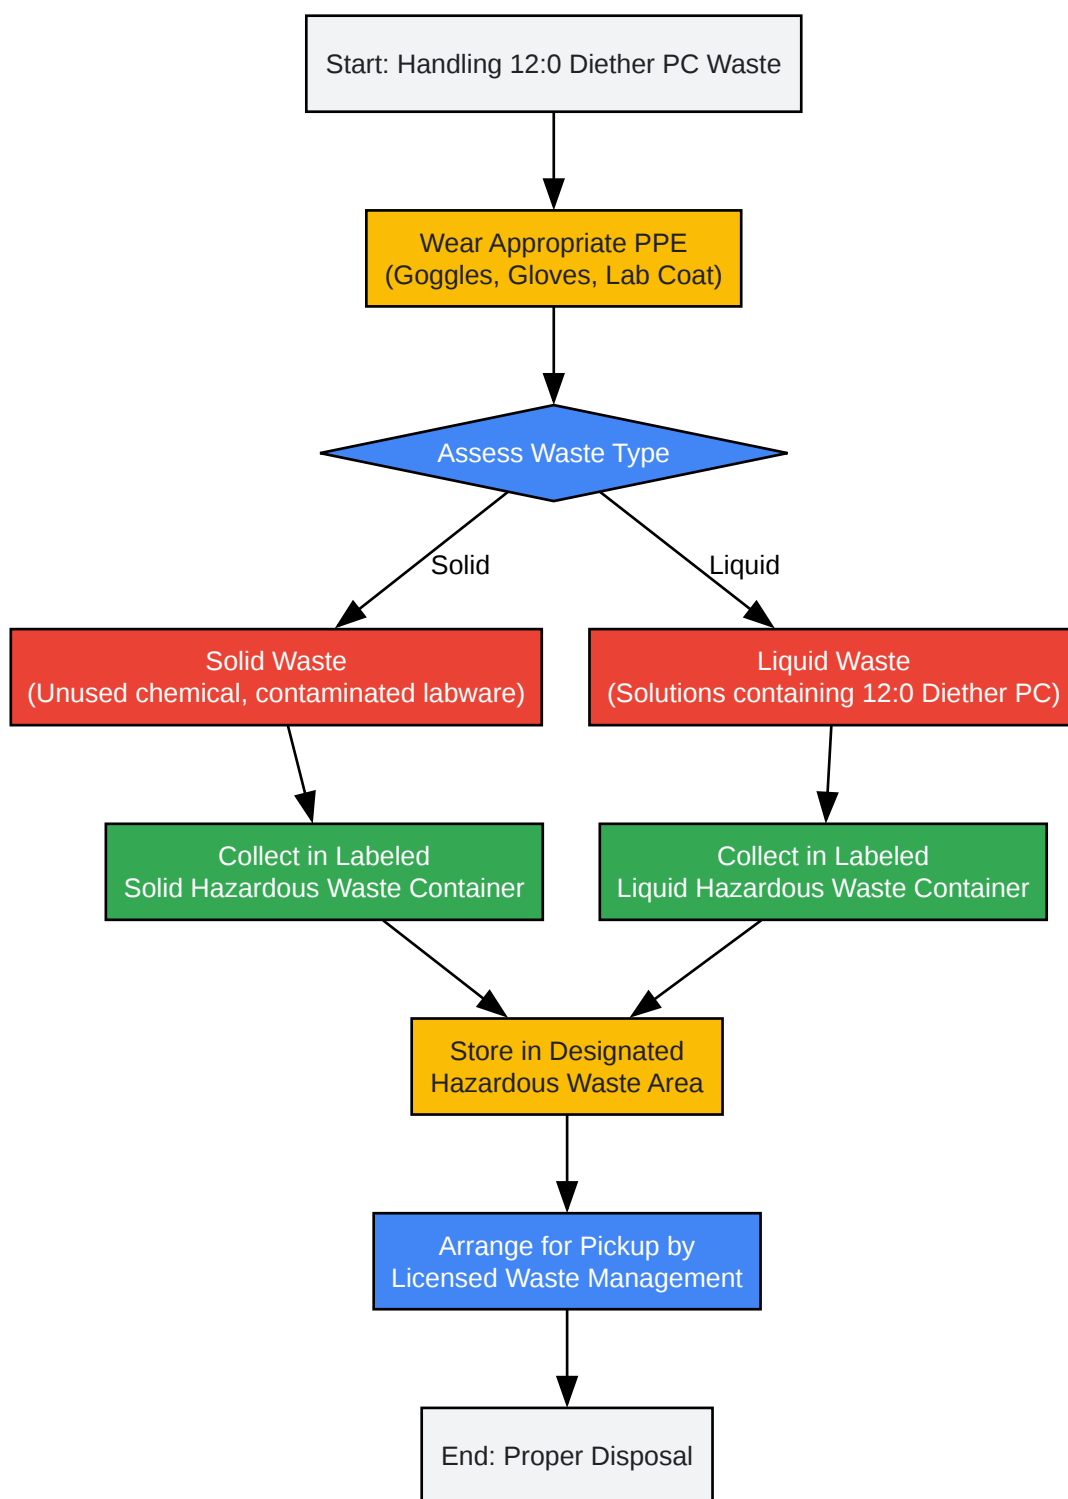 Start: Handling 12:0 Diether PC Waste
Wear Appropriate PPE
(Goggles, Gloves, Lab Coat)
Assess Waste Type
Solid
Liquid
Solid Waste
(Unused chemical, contaminated labware)
Liquid Waste
(Solutions containing 12:0 Diether PC)
Collect in Labeled
Solid Hazardous Waste Container
Collect in Labeled
Liquid Hazardous Waste Container
Store in Designated
Hazardous Waste Area
Arrange for Pickup by
Licensed Waste Management
End: Proper Disposal